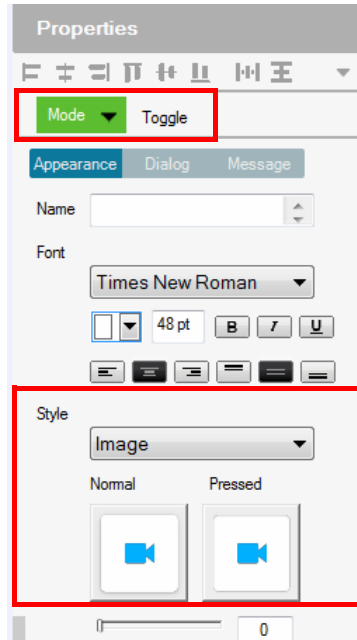 Properties
Mode Toggle
Appearance Dialog Message
Name
Font
Times New Roman
48 pt B I U
Style
Image
Normal Pressed
0